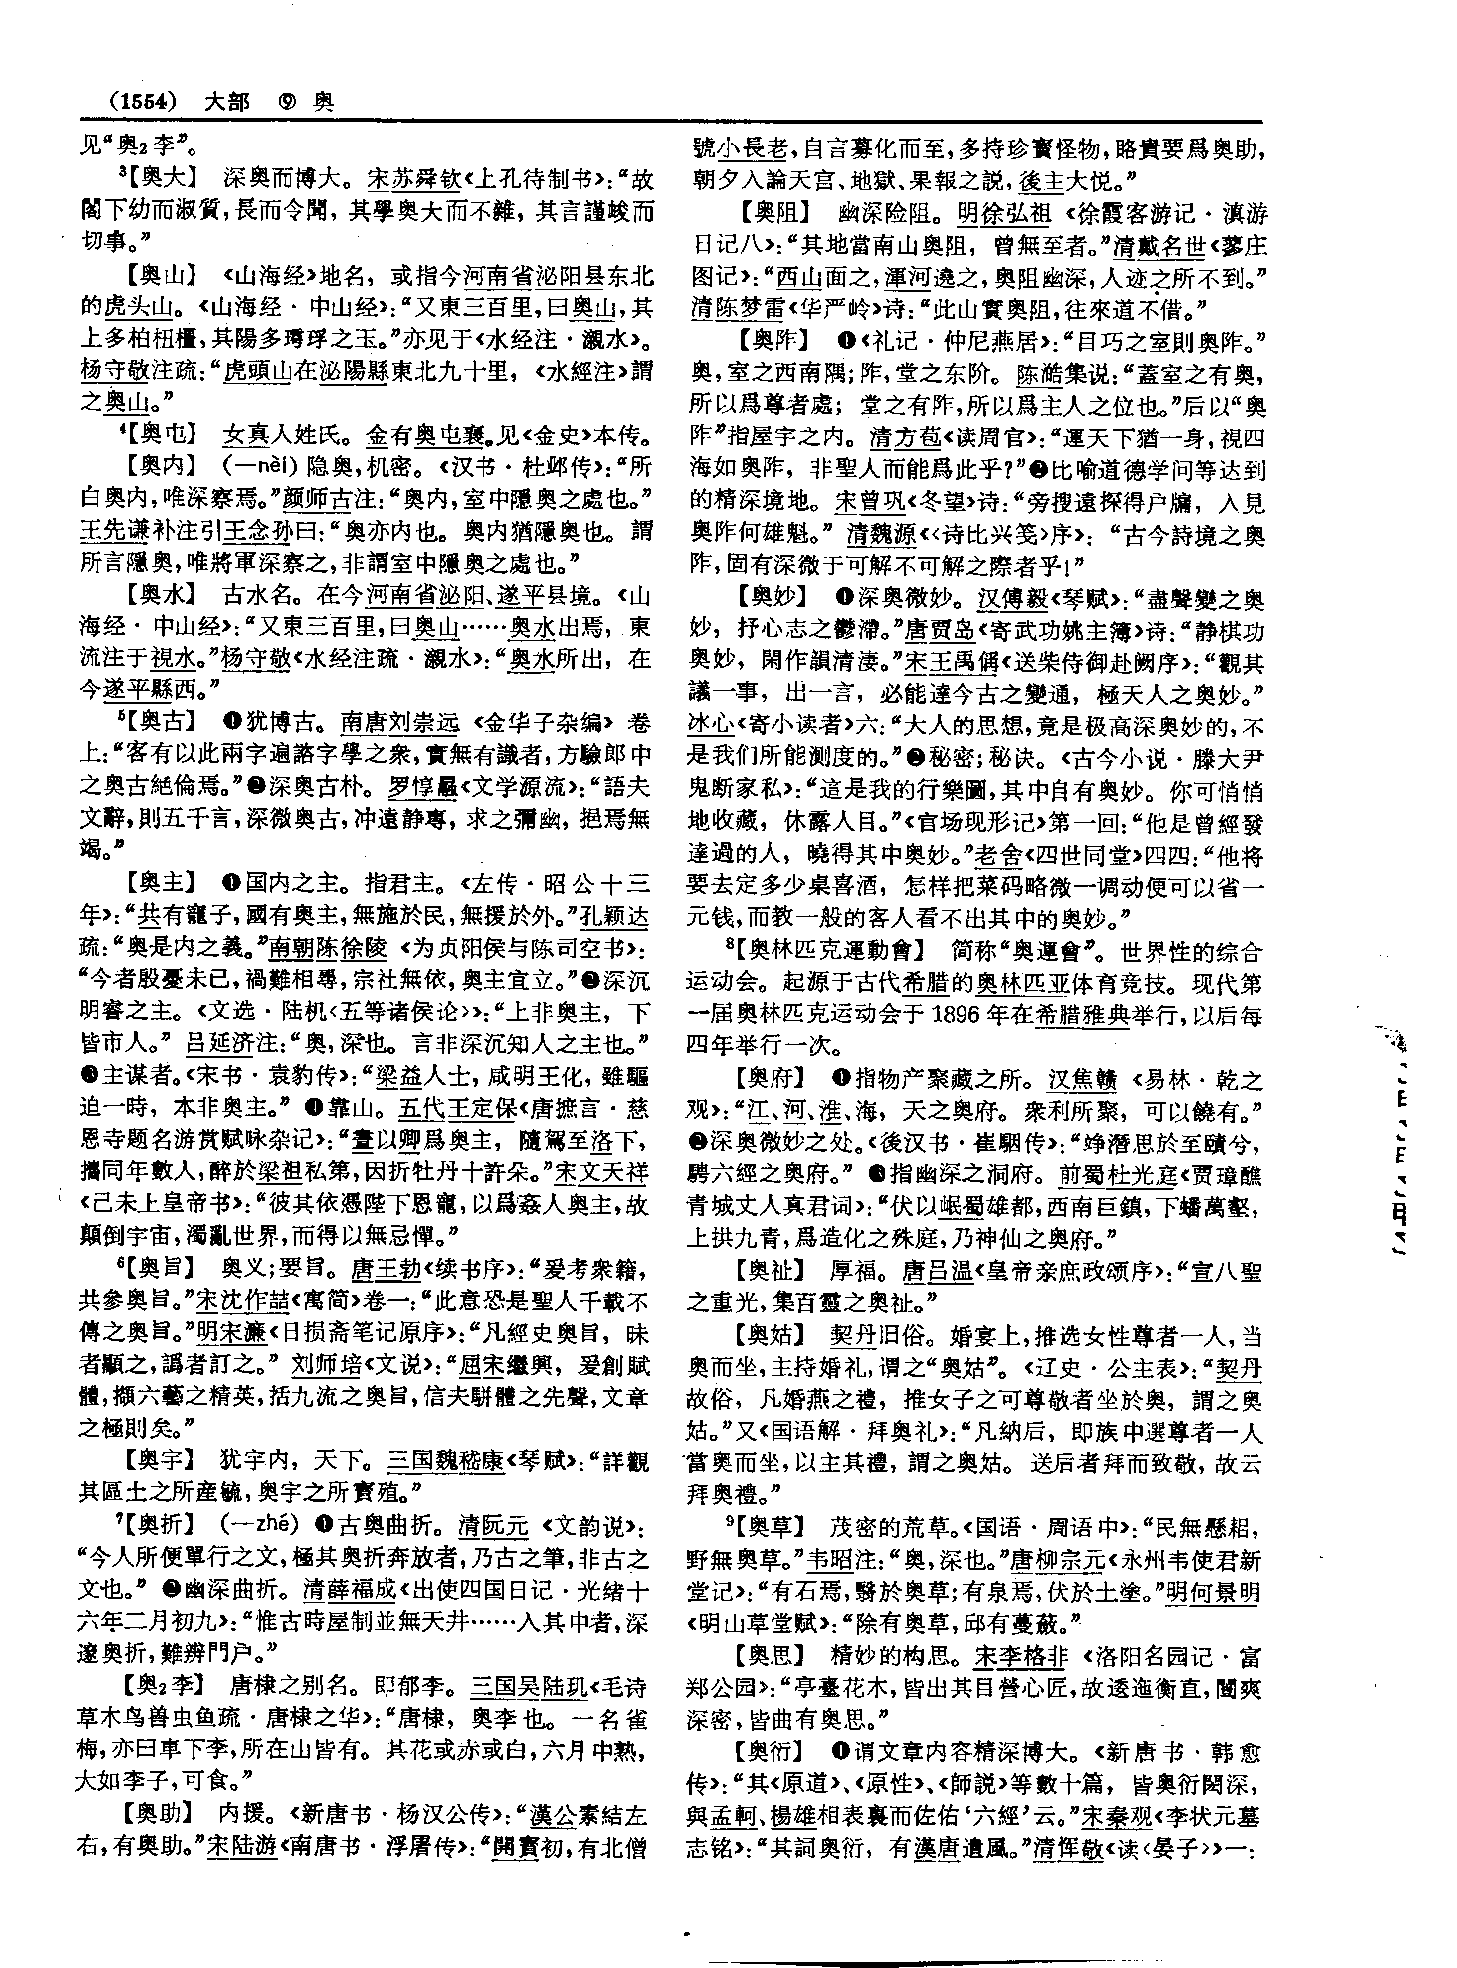 （1554） 大部 ⑨ 奥
见“奥₂李”。
³【奥大】 深奥而博大。宋苏舜钦《上孔待制书》：“故
閣下幼而淑質，長而令聞，其學奥大而不雜，其言謹峻而
切事。”
【奥山】 《山海经》地名，或指今河南省泌阳县东北
的虎头山。《山海经·中山经》：“又東三百里，曰奥山，其
上多柏杻橿，其陽多㻬琈之玉。”亦见于《水经注·瀙水》。
杨守敬注疏：“虎頭山在泌陽縣東北九十里，《水經注》謂
之奥山。”
⁴【奥屯】 女真人姓氏。金有奥屯襄。见《金史》本传。
【奥内】 （—nèi）隐奥，机密。《汉书·杜邺传》：“所
白奥内，唯深察焉。”颜师古注：“奥内，室中隱奥之處也。”
王先谦补注引王念孙曰：“奥亦内也。奥内猶隱奥也。謂
所言隱奥，唯將軍深察之，非謂室中隱奥之處也。”
【奥水】 古水名。在今河南省泌阳、遂平县境。《山
海经·中山经》：“又東三百里，曰奥山……奥水出焉，東
流注于視水。”杨守敬《水经注疏·瀙水》：“奥水所出，在
今遂平縣西。”
⁵【奥古】 ❶犹博古。南唐刘崇远《金华子杂编》卷
上：“客有以此兩字遍諮字學之衆，實無有識者，方驗郎中
之奥古絶倫焉。”❷深奥古朴。罗惇曧《文学源流》：“語夫
文辭，則五千言，深微奥古，冲遠静專，求之彌幽，挹焉無
竭。”
【奥主】 ❶国内之主。指君主。《左传·昭公十三
年》：“共有寵子，國有奥主，無施於民，無援於外。”孔颖达
疏：“奥是内之義。”南朝陈徐陵《为贞阳侯与陈司空书》：
“今者殷憂未已，禍難相尋，宗社無依，奥主宜立。”❷深沉
明睿之主。《文选·陆机〈五等诸侯论〉》：“上非奥主，下
皆市人。”吕延济注：“奥，深也。言非深沉知人之主也。”
❸主谋者。《宋书·袁豹传》：“梁益人士，咸明王化，雖驅
迫一時，本非奥主。”❹靠山。五代王定保《唐摭言·慈
恩寺题名游赏赋咏杂记》：“晝以卿爲奥主，隨駕至洛下，
攜同年數人，醉於梁祖私第，因折牡丹十許朵。”宋文天祥
《己未上皇帝书》：“彼其依憑陛下恩寵，以爲姦人奥主，故
顛倒宇宙，濁亂世界，而得以無忌憚。”
⁶【奥旨】 奥义；要旨。唐王勃《续书序》：“爰考衆籍，
共參奥旨。”宋沈作喆《寓简》卷一：“此意恐是聖人千載不
傳之奥旨。”明宋濂《日损斋笔记原序》：“凡經史奥旨，昧
者顯之，譌者訂之。”刘师培《文说》：“屈宋繼興，爰創賦
體，擷六藝之精英，括九流之奥旨，信夫駢體之先聲，文章
之極則矣。”
【奥宇】 犹宇内，天下。三国魏嵇康《琴赋》：“詳觀
其區土之所産毓，奥宇之所寳殖。”
⁷【奥折】 （—zhé）❶古奥曲折。清阮元《文韵说》：
“今人所便單行之文，極其奥折奔放者，乃古之筆，非古之
文也。”❷幽深曲折。清薛福成《出使四国日记·光绪十
六年二月初九》：“惟古時屋制並無天井……入其中者，深
邃奥折，難辨門户。”
【奥₂李】 唐棣之别名。即郁李。三国吴陆玑《毛诗
草木鸟兽虫鱼疏·唐棣之华》：“唐棣，奥李也。一名雀
梅，亦曰車下李，所在山皆有。其花或赤或白，六月中熟，
大如李子，可食。”
【奥助】 内援。《新唐书·杨汉公传》：“漢公素結左
右，有奥助。”宋陆游《南唐书·浮屠传》：“開寳初，有北僧
號小長老，自言募化而至，多持珍寳怪物，賂貴要爲奥助，
朝夕入論天宫、地獄、果報之説，後主大悦。”
【奥阻】 幽深险阻。明徐弘祖《徐霞客游记·滇游
日记八》：“其地當南山奥阻，曾無至者。”清戴名世《蓼庄
图记》：“西山面之，渾河遶之，奥阻幽深，人迹之所不到。”
清陈梦雷《华严岭》诗：“此山實奥阻，往來道不借。”
【奥阼】 ❶《礼记·仲尼燕居》：“目巧之室則奥阼。”
奥，室之西南隅；阼，堂之东阶。陈澔集说：“蓋室之有奥，
所以爲尊者處；堂之有阼，所以爲主人之位也。”后以“奥
阼”指屋宇之内。清方苞《读周官》：“運天下猶一身，視四
海如奥阼，非聖人而能爲此乎？”❷比喻道德学问等达到
的精深境地。宋曾巩《冬望》诗：“旁搜遠探得户牖，入見
奥阼何雄魁。”清魏源《〈诗比兴笺〉序》：“古今詩境之奥
阼，固有深微于可解不可解之際者乎！”
【奥妙】 ❶深奥微妙。汉傅毅《琴赋》：“盡聲變之奥
妙，抒心志之鬱滯。”唐贾岛《寄武功姚主簿》诗：“静棋功
奥妙，閑作韻清淒。”宋王禹偁《送柴侍御赴阙序》：“觀其
議一事，出一言，必能達今古之變通，極天人之奥妙。”
冰心《寄小读者》六：“大人的思想，竟是极高深奥妙的，不
是我们所能测度的。”❷秘密；秘诀。《古今小说·滕大尹
鬼断家私》：“這是我的行樂圖，其中自有奥妙。你可悄悄
地收藏，休露人目。”《官场现形记》第一回：“他是曾經發
達過的人，曉得其中奥妙。”老舍《四世同堂》四四：“他将
要去定多少桌喜酒，怎样把菜码略微一调动便可以省一
元钱，而教一般的客人看不出其中的奥妙。”
⁸【奥林匹克運動會】 简称“奥運會”。世界性的综合
运动会。起源于古代希腊的奥林匹亚体育竞技。现代第
一届奥林匹克运动会于1896年在希腊雅典举行，以后每
四年举行一次。
【奥府】 ❶指物产聚藏之所。汉焦赣《易林·乾之
观》：“江、河、淮、海，天之奥府。衆利所聚，可以饒有。”
❷深奥微妙之处。《後汉书·崔駰传》：“竫潛思於至賾兮，
騁六經之奥府。”❸指幽深之洞府。前蜀杜光庭《贾璋醮
青城丈人真君词》：“伏以岷蜀雄都，西南巨鎮，下蟠萬壑，
上拱九青，爲造化之殊庭，乃神仙之奥府。”
【奥祉】 厚福。唐吕温《皇帝亲庶政颂序》：“宣八聖
之重光，集百靈之奥祉。”
【奥姑】 契丹旧俗。婚宴上，推选女性尊者一人，当
奥而坐，主持婚礼，谓之“奥姑”。《辽史·公主表》：“契丹
故俗，凡婚燕之禮，推女子之可尊敬者坐於奥，謂之奥
姑。”又《国语解·拜奥礼》：“凡納后，即族中選尊者一人
當奥而坐，以主其禮，謂之奥姑。送后者拜而致敬，故云
拜奥禮。”
⁹【奥草】 茂密的荒草。《国语·周语中》：“民無懸耜，
野無奥草。”韦昭注：“奥，深也。”唐柳宗元《永州韦使君新
堂记》：“有石焉，翳於奥草；有泉焉，伏於土塗。”明何景明
《明山草堂赋》：“除有奥草，邱有蔓蔽。”
【奥思】 精妙的构思。宋李格非《洛阳名园记·富
郑公园》：“亭臺花木，皆出其目營心匠，故逶迤衡直，闓爽
深密，皆曲有奥思。”
【奥衍】 ❶谓文章内容精深博大。《新唐书·韩愈
传》：“其《原道》、《原性》、《師説》等數十篇，皆奥衍閎深，
與孟軻、楊雄相表裏而佐佑‘六經’云。”宋秦观《李状元墓
志铭》：“其詞奥衍，有漢唐遺風。”清恽敬《读〈晏子〉》一：